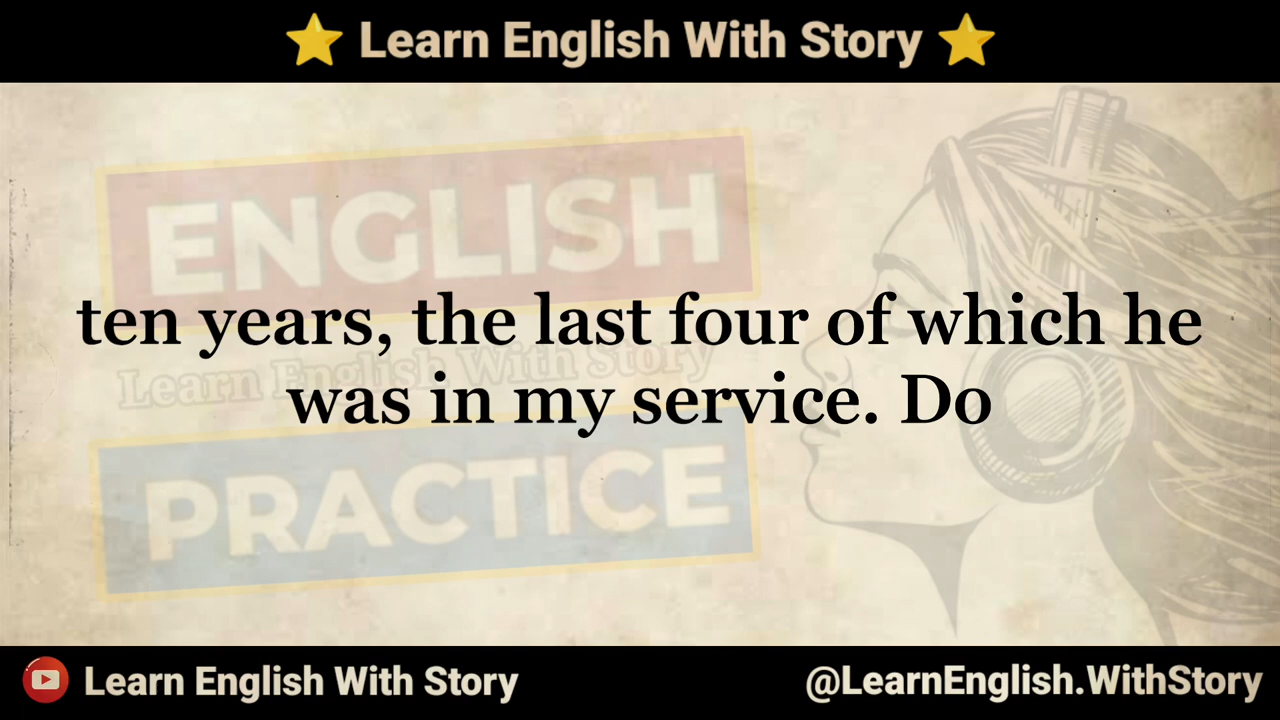 ⭐ Learn English With Story ⭐
ENGLISH
ten years, the last four of which he
Learn English With Story
was in my service. Do
PRACTICE
Learn English With Story
@LearnEnglish.WithStory